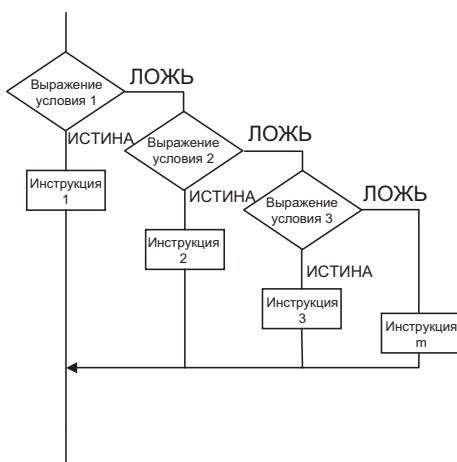 Выражение
условия 1
ЛОЖЬ
ИСТИНА
Инструкция
1
Выражение
условия 2
ЛОЖЬ
ИСТИНА
Инструкция
2
Выражение
условия 3
ЛОЖЬ
ИСТИНА
Инструкция
3
Инструкция
m